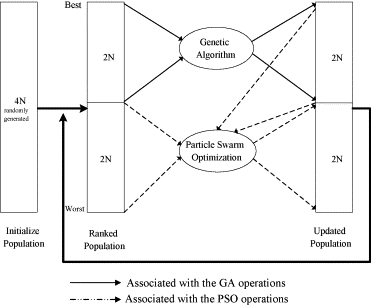 Best
2N
2N
Genetic
Algorithm
4N
randomly
generated
Particle Swarm
Optimization
2N
2N
Worst
Initialize
Population
Ranked
Population
Updated
Population
Associated with the GA operations
Associated with the PSO operations